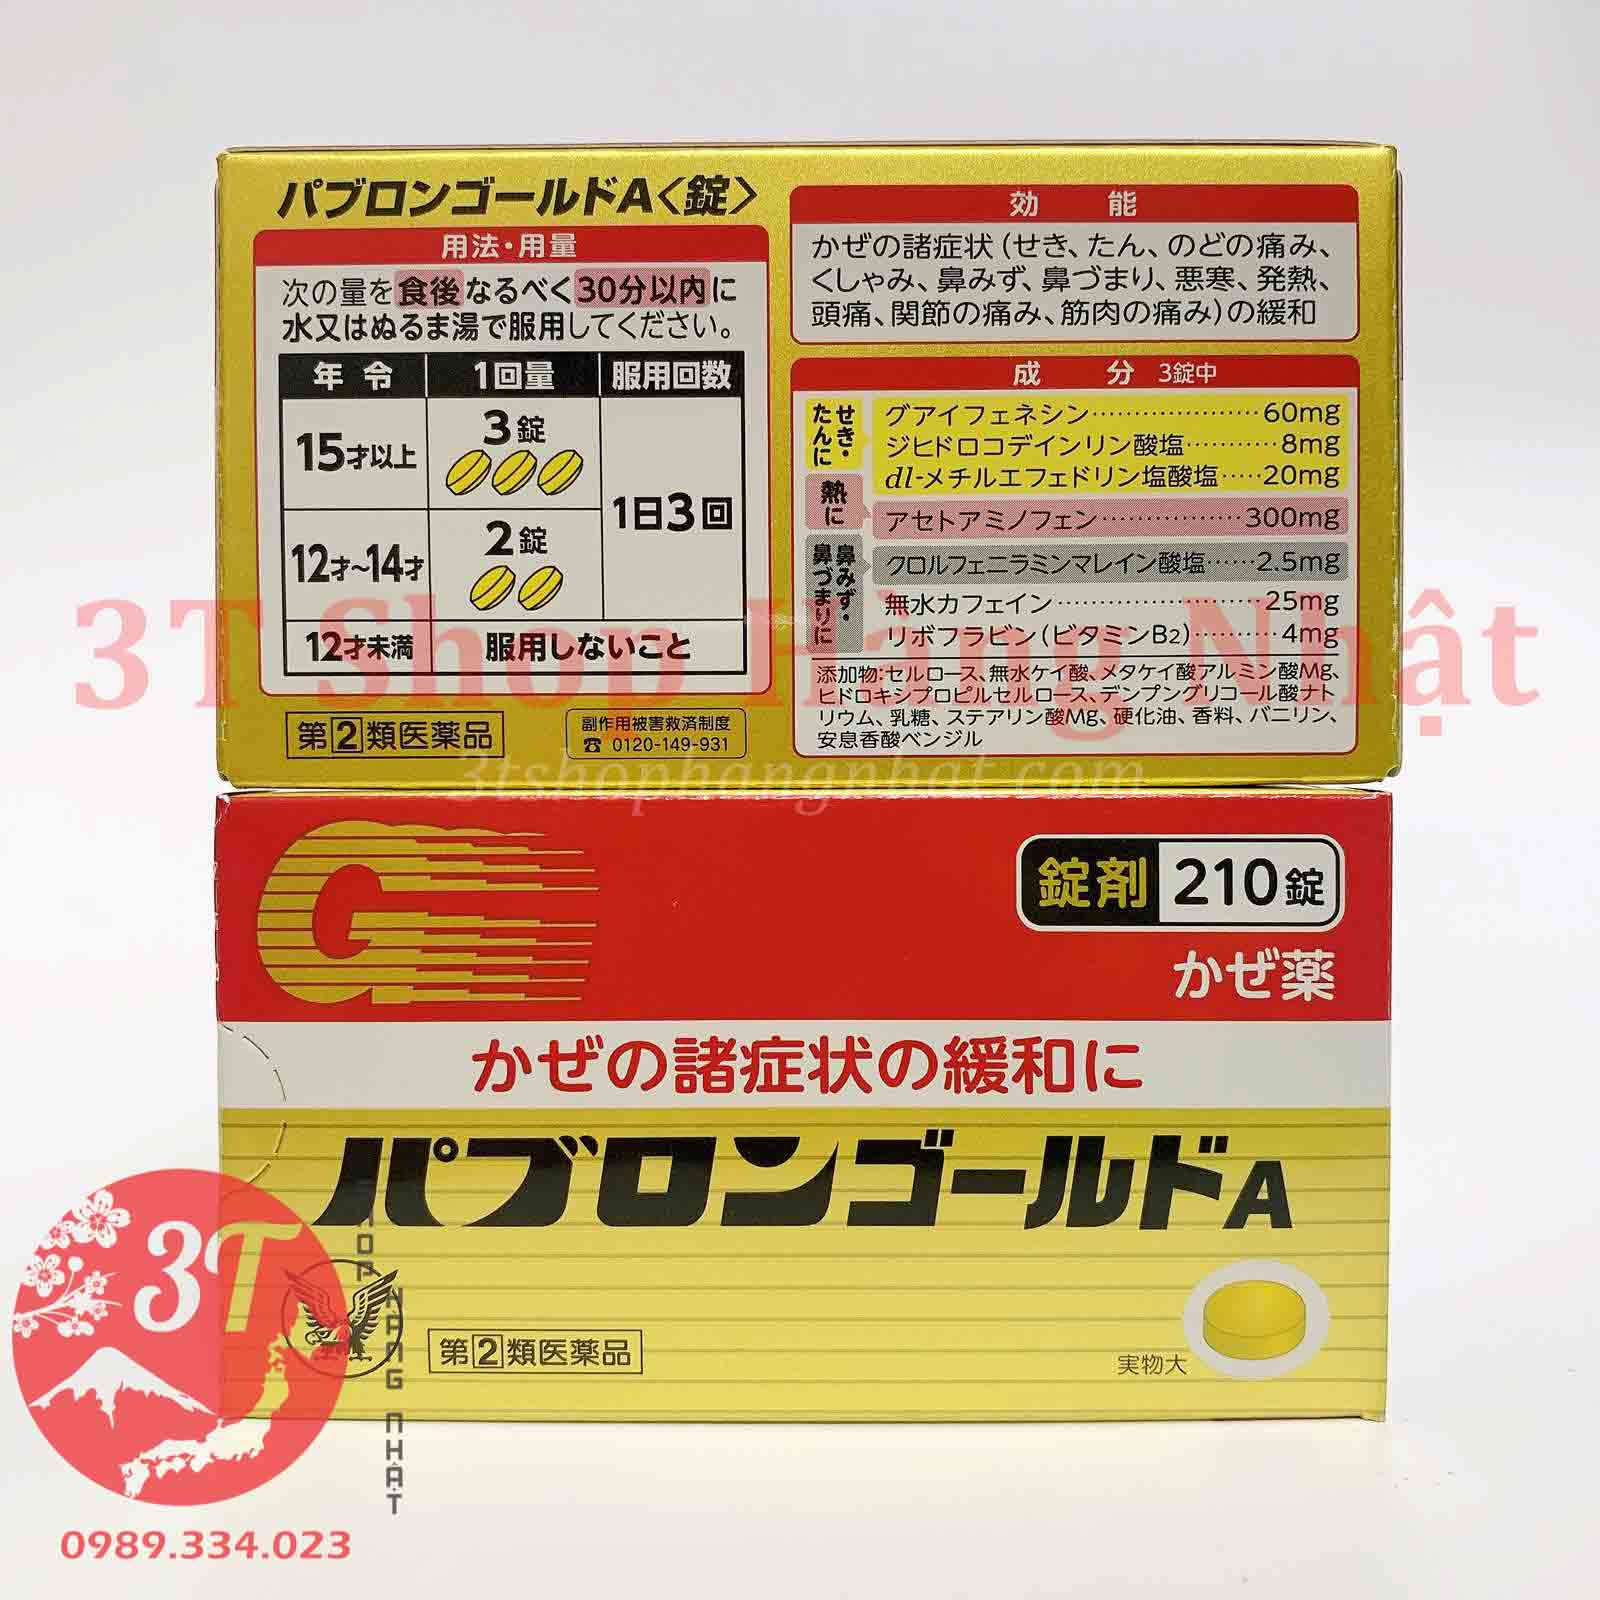 パブロンゴールドA〈錠〉
用法・用量
次の量を食後なるべく30分以内に
水又はぬるま湯で服用してください。
年令 1回量 服用回数
15才以上 3錠 1日3回
12才〜14才 2錠
12才未満 服用しないこと
第②類医薬品
副作用被害救済制度
☎ 0120-149-931
効能
かぜの諸症状(せき、たん、のどの痛み、
くしゃみ、鼻みず、鼻づまり、悪寒、発熱、
頭痛、関節の痛み、筋肉の痛み)の緩和
成分 3錠中
せき・たんに
グアイフェネシン 60mg
ジヒドロコデインリン酸塩 8mg
dl-メチルエフェドリン塩酸塩 20mg
熱に
アセトアミノフェン 300mg
鼻みず・鼻づまりに
クロルフェニラミンマレイン酸塩 2.5mg
無水カフェイン 25mg
リボフラビン(ビタミンB2) 4mg
添加物:セルロース、無水ケイ酸、メタケイ酸アルミン酸Mg、
ヒドロキシプロピルセルロース、デンプングリコール酸ナト
リウム、乳糖、ステアリン酸Mg、硬化油、香料、バニリン、
安息香酸ベンジル
3T Shop Hàng Nhật
3tshophangnhat.com
G
錠剤 210錠
かぜ薬
かぜの諸症状の緩和に
パブロンゴールドA
第②類医薬品
実物大
3T
SHOP HÀNG NHẬT
0989.334.023